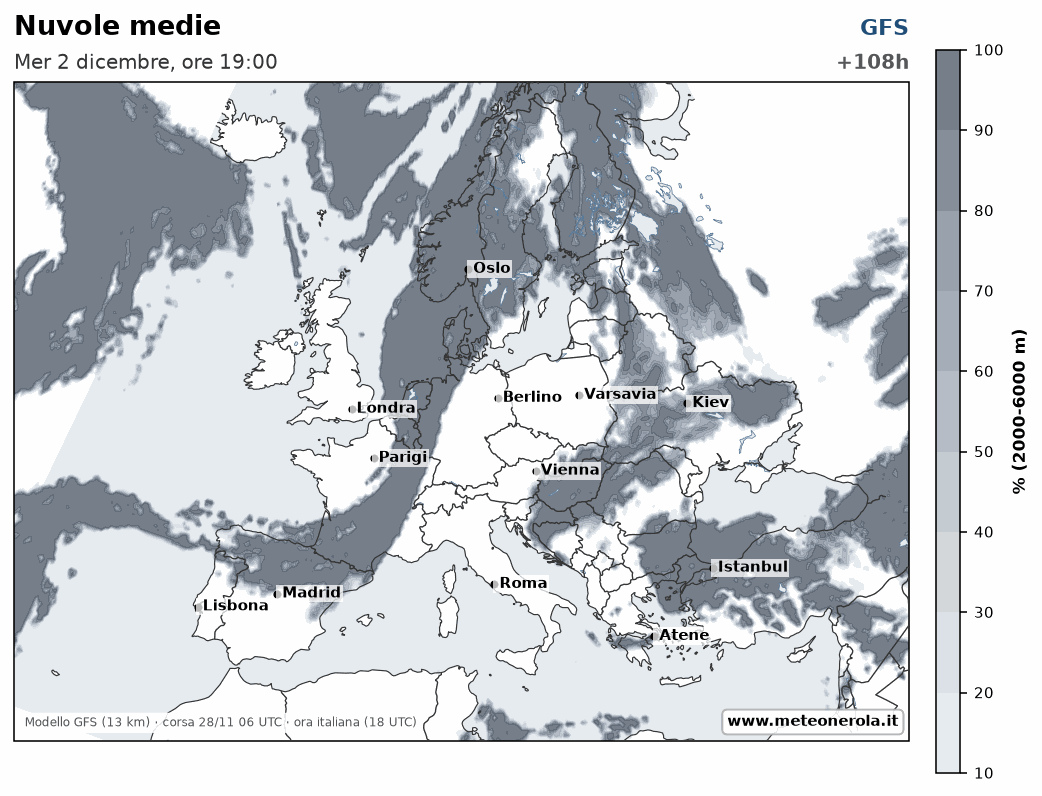 Nuvole medie
GFS
Mer 2 dicembre, ore 19:00
+108h
100
90
80
70
60
50
40
30
20
10
% (2000-6000 m)
Oslo
Londra
Berlino
Varsavia
Kiev
Parigi
Vienna
Istanbul
Roma
Madrid
Lisbona
Atene
Modello GFS (13 km) · corsa 28/11 06 UTC · ora italiana (18 UTC)
www.meteonerola.it